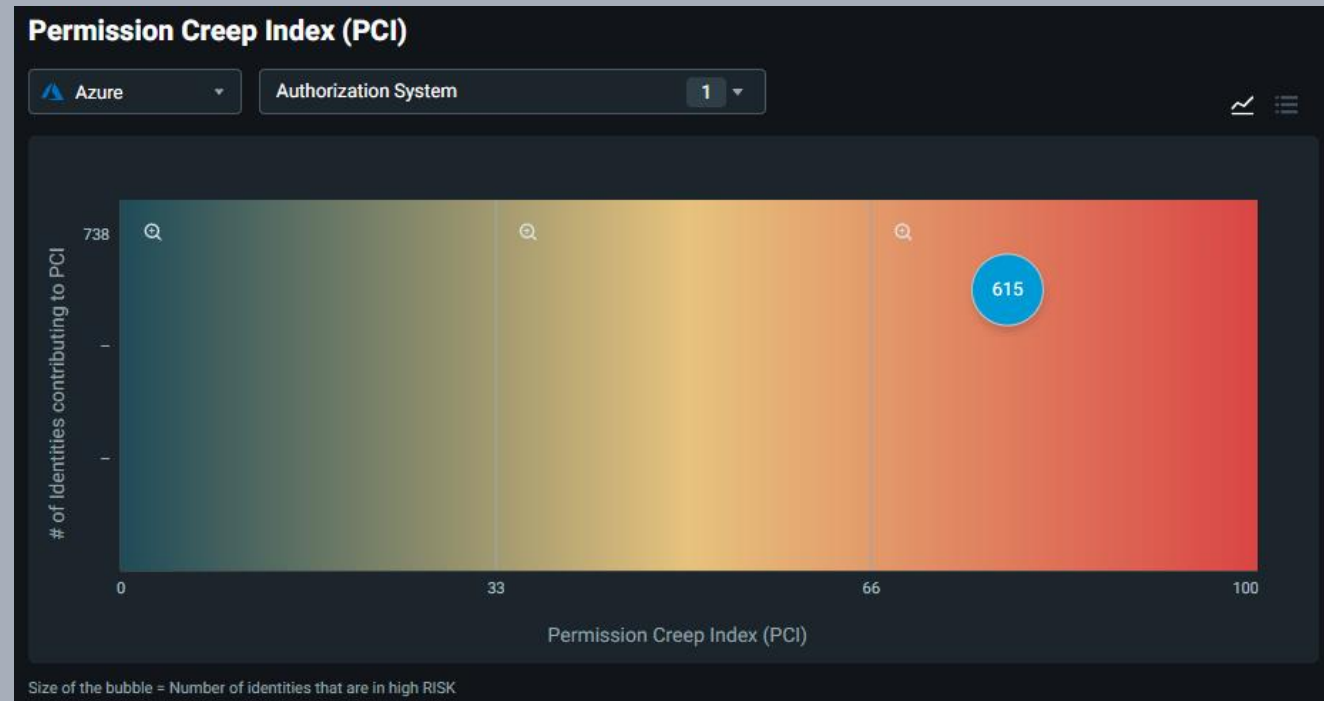 Permission Creep Index (PCI)
Azure
Authorization System 1
738
615
–
–
# of Identities contributing to PCI
0 33 66 100
Permission Creep Index (PCI)
Size of the bubble = Number of identities that are in high RISK